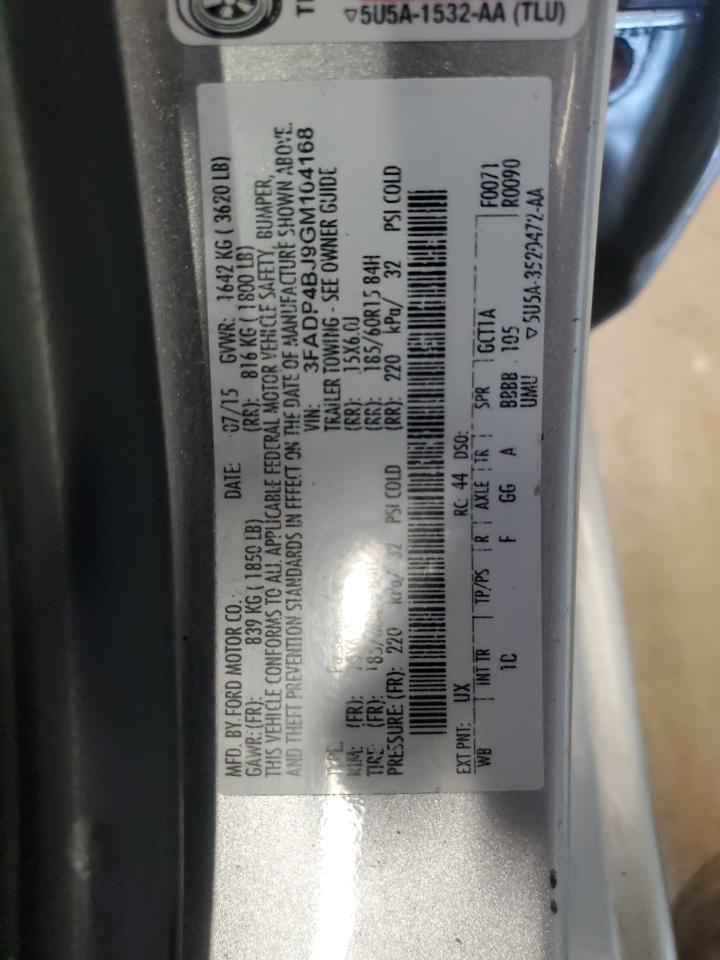 5U5A-1532-AA (TLU)
MFD. BY FORD MOTOR CO. DATE: 07/15 GVWR: 1642 KG ( 3620 LB)
GAWR: (FR): 839 KG ( 1850 LB) (RR): 816 KG ( 1800 LB)
THIS VEHICLE CONFORMS TO ALL APPLICABLE FEDERAL MOTOR VEHICLE SAFETY, BUMPER,
AND THEFT PREVENTION STANDARDS IN EFFECT ON THE DATE OF MANUFACTURE SHOWN ABOVE.
VIN: 3FADP4BJ9GM104168
TYPE: TRAILER TOWING - SEE OWNER GUIDE
RIM: (FR): (RR): 15X6.0J
TIRE: (FR): (RR): 185/60R15 84H
PRESSURE: (FR): 220 kPa/ 32 PSI COLD (RR): 220 kPa/ 32 PSI COLD
EXT PNT: UX RC: 44 DSO: F0071
WB INT TR TP/PS R AXLE TR SPR GCT1A R0090
1C F GG A BBBB 105
UMU 5U5A-3520472-AA